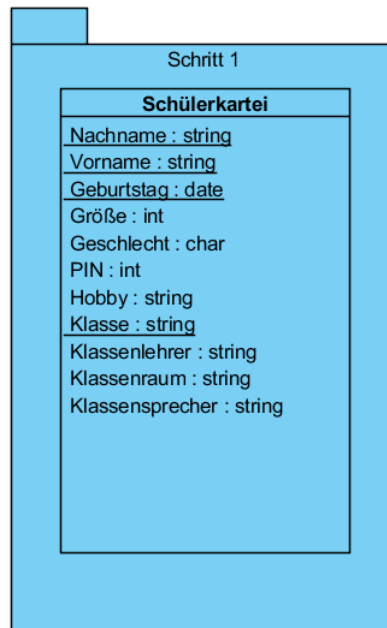 Schritt 1
Schülerkartei
Nachname : string
Vorname : string
Geburtstag : date
Größe : int
Geschlecht : char
PIN : int
Hobby : string
Klasse : string
Klassenlehrer : string
Klassenraum : string
Klassensprecher : string